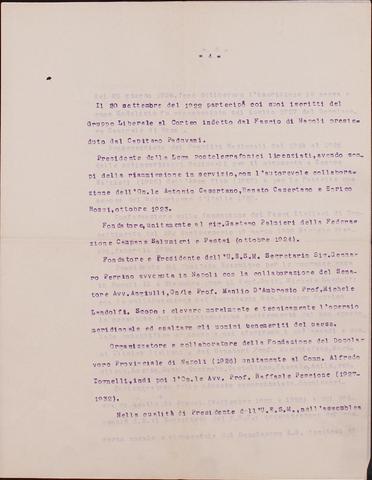 - 4 -
Il 20 settembre del 1922 partecipò coi suoi iscritti del
Gruppo Liberale al Corteo indetto dal Fascio di Napoli presie-
duto dal Capitano Padovani.
Presidente della Lega Postelegrafonici licenziati, avendo sco-
pi della riammissione in servizio, con l'autorevole collabora-
zione dell'On.le Antonio Casertano, Renato Casertano e Enrico
Rossi, ottobre 1923.
Fondatore, unitamente al sig. Gaetano Palmieri della Federa-
zione Campana Salumieri e Pastai (ottobre 1924).
Fondatore e Presidente dell'U.E.S.M. Segretario Sig. Genna-
ro Perrino avvenuta in Napoli con la collaborazione del Sena-
tore Avv. Angiulli, On/le Prof. Manlio D'Ambrosio Prof. Michele
Landolfi. Scopo : elevare moralmente e tecnicamente l'operaio
meridionale ed esaltare gli uomini benemeriti del paese.
Organizzatore e collaboratore della Fondazione del Dopola-
voro Provinciale di Napoli (1926) unitamente al Comm. Alfredo
Tornelli, indi poi l'On.le Avv. Prof. Raffaele Pescione (1927-
1932).
Nella qualità di Presidente dell'U.E.S.M., nell'assemblea